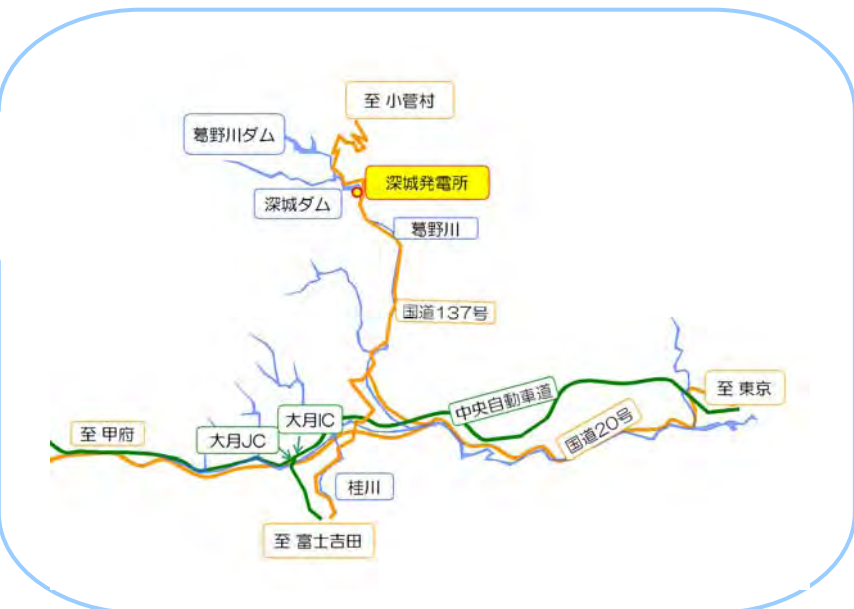 至 小菅村
葛野川ダム
深城発電所
深城ダム
葛野川
国道137号
至 東京
中央自動車道
大月IC
国道20号
至 甲府
大月JC
桂川
至 富士吉田